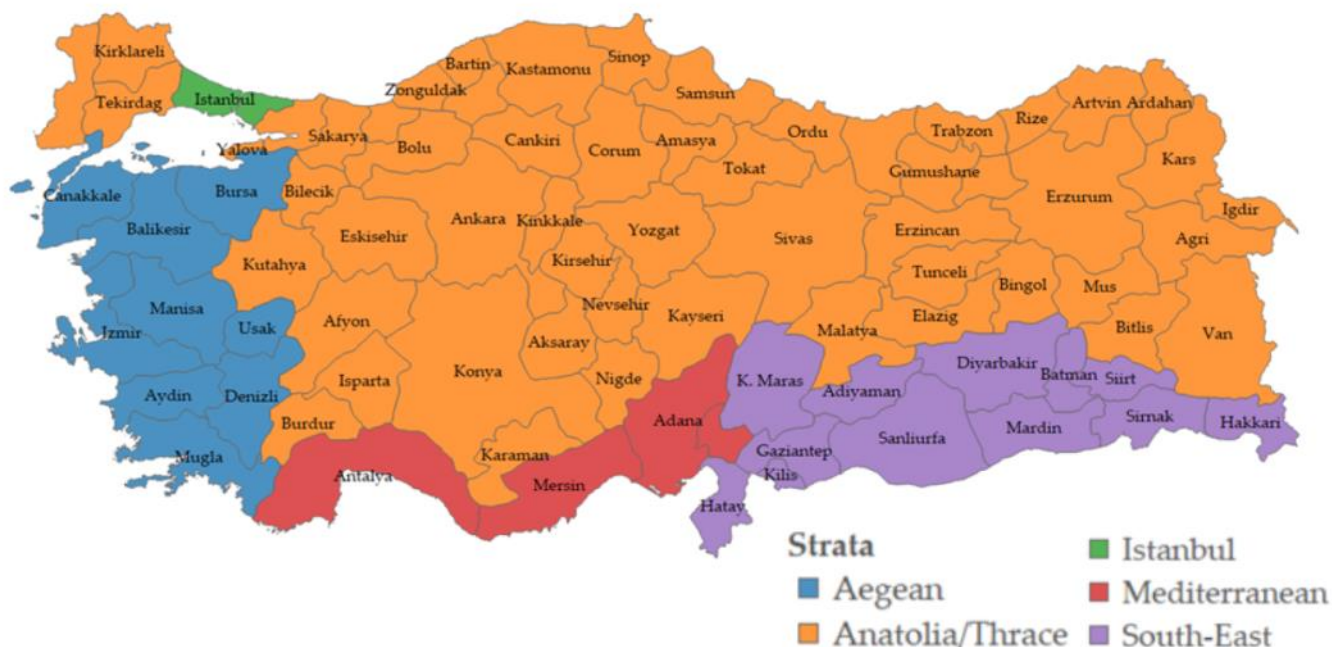 Kirklareli
Tekirdag
Istanbul
Zonguldak
Bartin
Kastamonu
Sinop
Samsun
Ordu
Trabzon
Rize
Artvin
Ardahan
Yalova
Sakarya
Bolu
Cankiri
Corum
Amasya
Tokat
Gumushane
Kars
Canakkale
Bursa
Bilecik
Eskisehir
Ankara
Kinkkale
Yozgat
Sivas
Erzincan
Erzurum
Igdir
Balikesir
Kutahya
Kirsehir
Tunceli
Bingol
Mus
Agri
Manisa
Izmir
Usak
Afyon
Nevsehir
Kayseri
Malatya
Elazig
Bitlis
Van
Aksaray
Aydin
Denizli
Isparta
Konya
Nigde
K. Maras
Adiyaman
Diyarbakir
Batman
Siirt
Burdur
Mugla
Antalya
Karaman
Mersin
Adana
Gaziantep
Kilis
Hatay
Sanliurfa
Mardin
Sirnak
Hakkari
Strata
Aegean
Anatolia/Thrace
Istanbul
Mediterranean
South-East